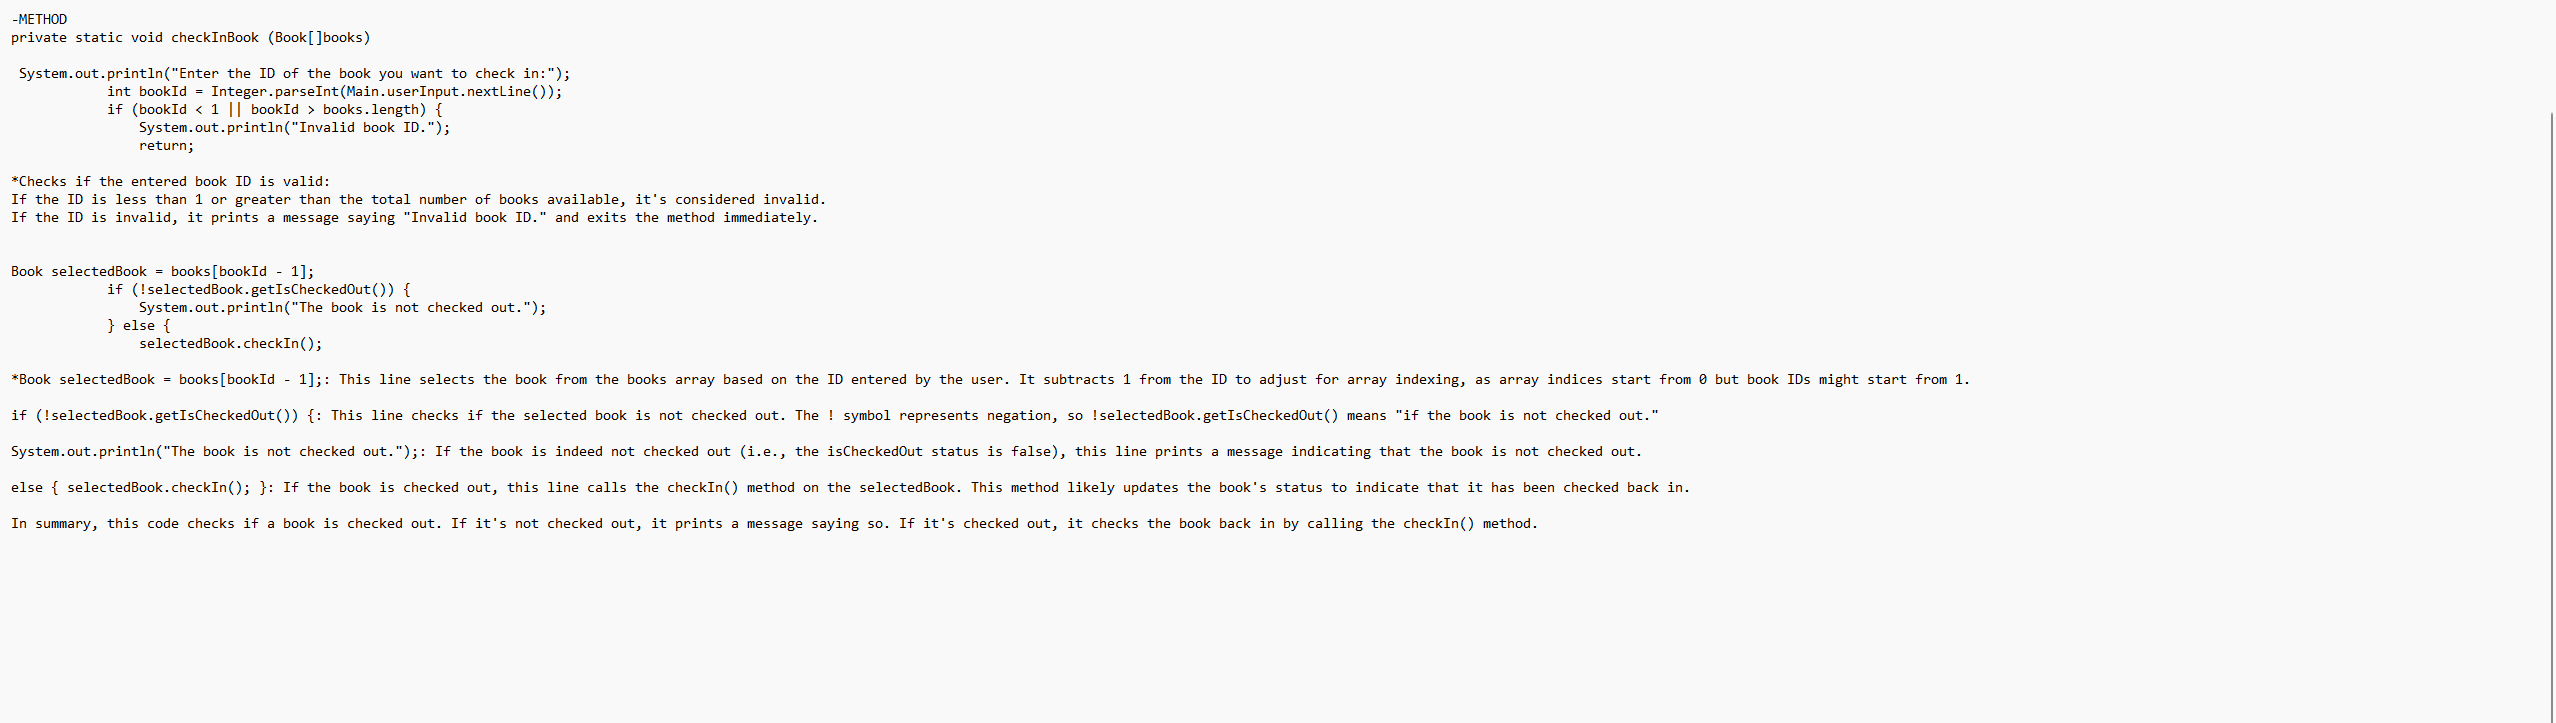 -METHOD
private static void checkInBook (Book[]books)
System.out.println("Enter the ID of the book you want to check in:");
int bookId = Integer.parseInt(Main.userInput.nextLine());
if (bookId < 1 || bookId > books.length) {
System.out.println("Invalid book ID.");
return;
*Checks if the entered book ID is valid:
If the ID is less than 1 or greater than the total number of books available, it's considered invalid.
If the ID is invalid, it prints a message saying "Invalid book ID." and exits the method immediately.
Book selectedBook = books[bookId - 1];
if (!selectedBook.getIsCheckedOut()) {
System.out.println("The book is not checked out.");
} else {
selectedBook.checkIn();
*Book selectedBook = books[bookId - 1];: This line selects the book from the books array based on the ID entered by the user. It subtracts 1 from the ID to adjust for array indexing, as array indices start from 0 but book IDs might start from 1.
if (!selectedBook.getIsCheckedOut()) {: This line checks if the selected book is not checked out. The ! symbol represents negation, so !selectedBook.getIsCheckedOut() means "if the book is not checked out."
System.out.println("The book is not checked out.");: If the book is indeed not checked out (i.e., the isCheckedOut status is false), this line prints a message indicating that the book is not checked out.
else { selectedBook.checkIn(); }: If the book is checked out, this line calls the checkIn() method on the selectedBook. This method likely updates the book's status to indicate that it has been checked back in.
In summary, this code checks if a book is checked out. If it's not checked out, it prints a message saying so. If it's checked out, it checks the book back in by calling the checkIn() method.